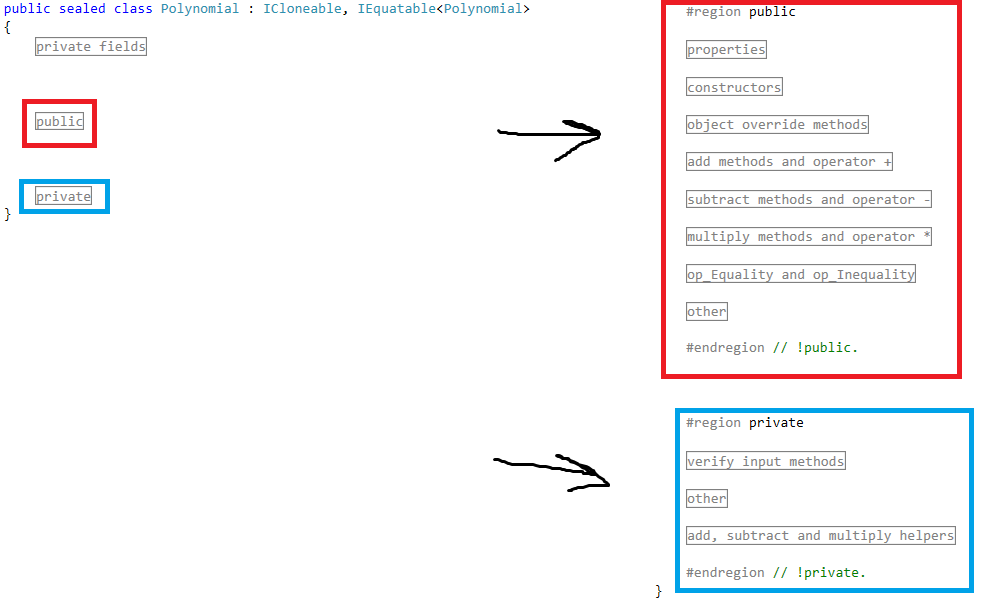 public sealed class Polynomial : ICloneable, IEquatable<Polynomial>
{
private fields
public
private
}
#region public
properties
constructors
object override methods
add methods and operator +
subtract methods and operator -
multiply methods and operator *
op_Equality and op_Inequality
other
#endregion // !public.
#region private
verify input methods
other
add, subtract and multiply helpers
#endregion // !private.
}